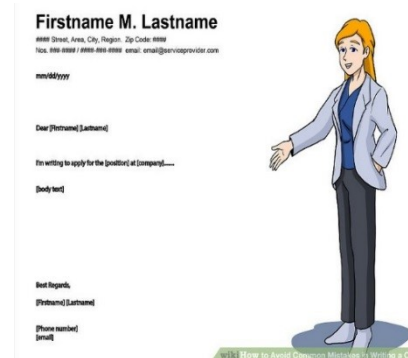 Firstname M. Lastname
#### Street, Area, City, Region. Zip Code: ####
Nos. ###-#### / ####-###-#### email: email@serviceprovider.com
mm/dd/yyyy
Dear [Firstname] [Lastname]
I'm writing to apply for the [position] at [company]......
[body text]
Best Regards,
[Firstname] [Lastname]
[Phone number]
[email]
wiki How to Avoid Common Mistakes in Writing a